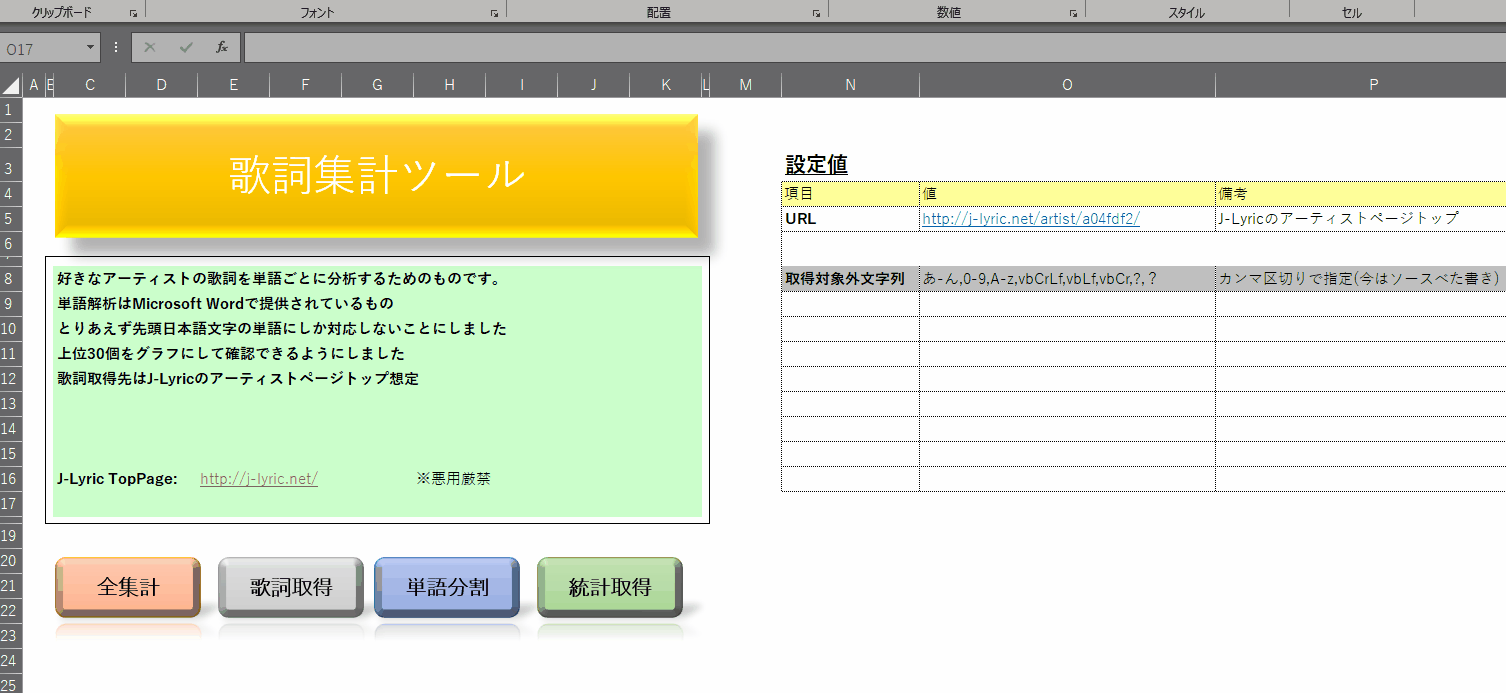 クリップボード フォント 配置 数値 スタイル セル
O17 fx
A B C D E F G H I J K L M N O P
1
2
歌詞集計ツール
3 設定値
4 項目 値 備考
5 URL http://j-lyric.net/artist/a04fdf2/ J-Lyricのアーティストページトップ
6
8 好きなアーティストの歌詞を単語ごとに分析するためのものです。 取得対象外文字列 あ-ん,0-9,A-z,vbCrLf,vbLf,vbCr,?,？ カンマ区切りで指定(今はソースべた書き)
9 単語解析はMicrosoft Wordで提供されているもの
10 とりあえず先頭日本語文字の単語にしか対応しないことにしました
11 上位30個をグラフにして確認できるようにしました
12 歌詞取得先はJ-Lyricのアーティストページトップ想定
13
14
15
16 J-Lyric TopPage: http://j-lyric.net/ ※悪用厳禁
17
19
20
21 全集計 歌詞取得 単語分割 統計取得
22
23
24
25